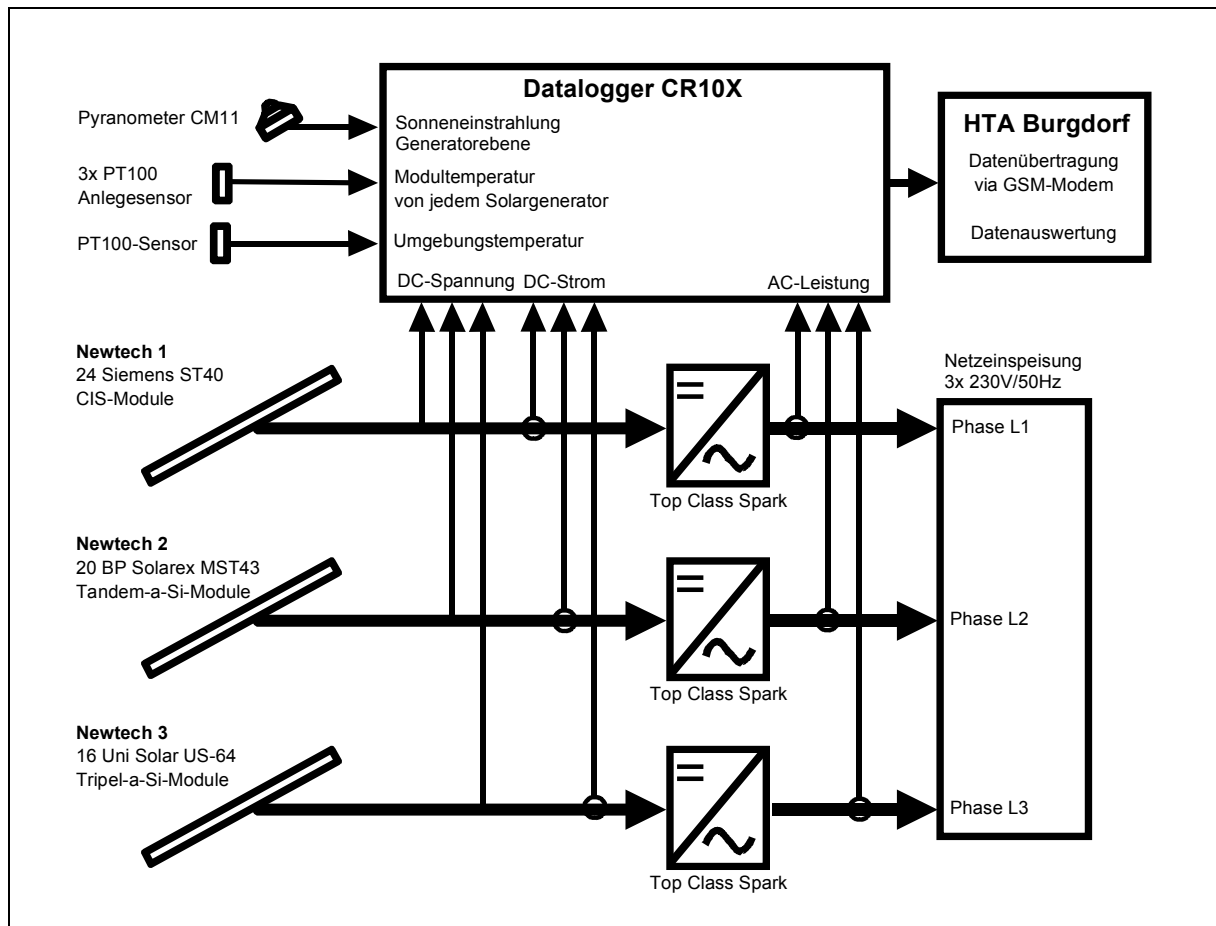 Datalogger CR10X
Pyranometer CM11
Sonneneinstrahlung
Generatorebene
3x PT100
Anlegesensor
Modultemperatur
von jedem Solargenerator
PT100-Sensor
Umgebungstemperatur
DC-Spannung
DC-Strom
AC-Leistung
HTA Burgdorf
Datenübertragung
via GSM-Modem
Datenauswertung
Newtech 1
24 Siemens ST40
CIS-Module
Top Class Spark
Netzeinspeisung
3x 230V/50Hz
Phase L1
Newtech 2
20 BP Solarex MST43
Tandem-a-Si-Module
Top Class Spark
Phase L2
Newtech 3
16 Uni Solar US-64
Tripel-a-Si-Module
Top Class Spark
Phase L3